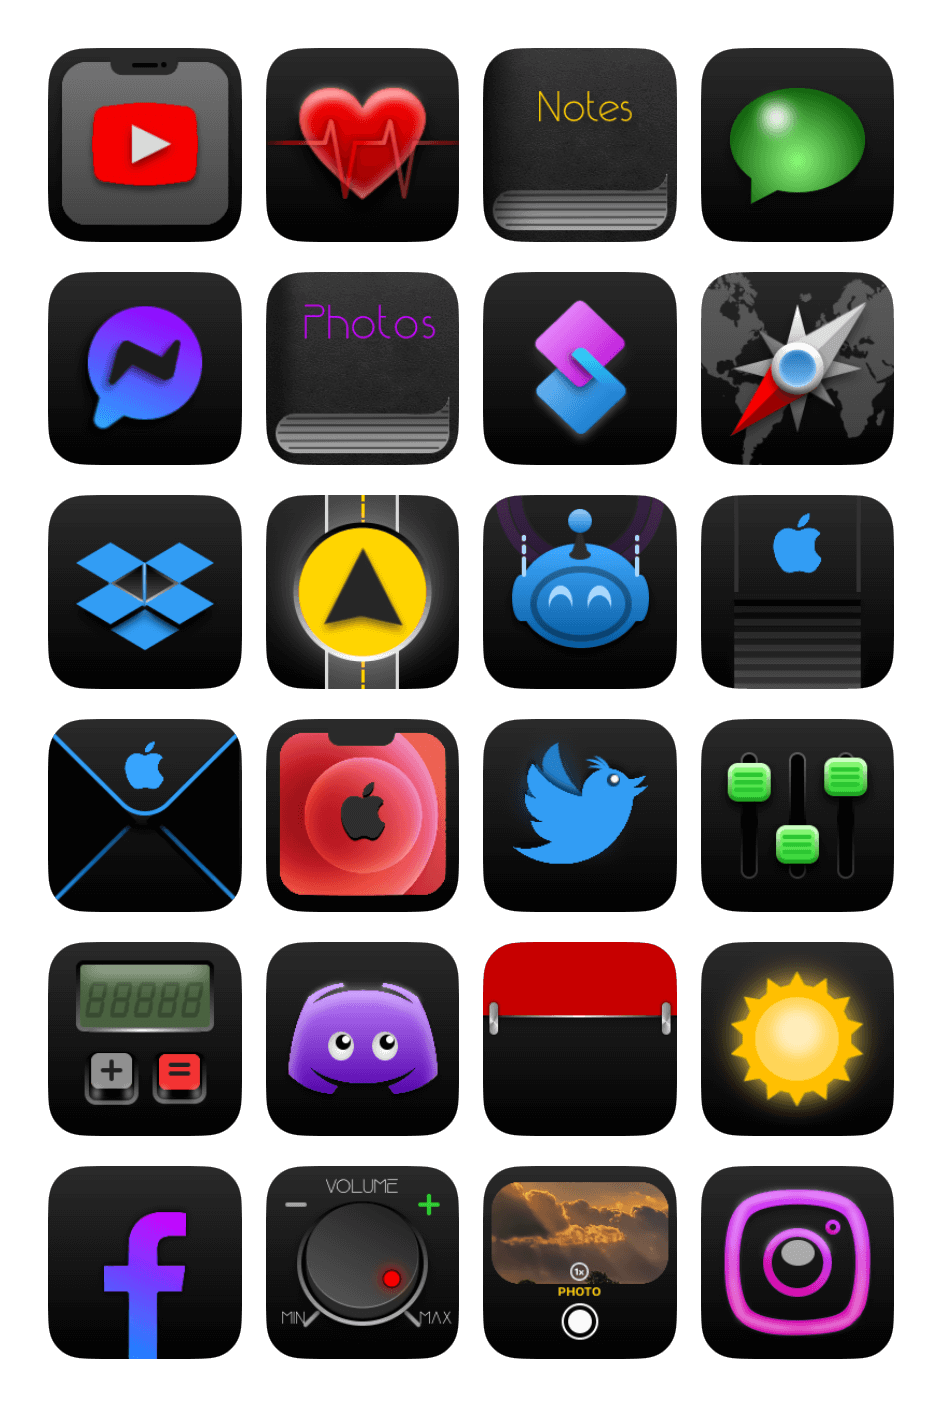 Notes
Photos
88888
+
=
VOLUME
− +
MIN MAX
1x
PHOTO